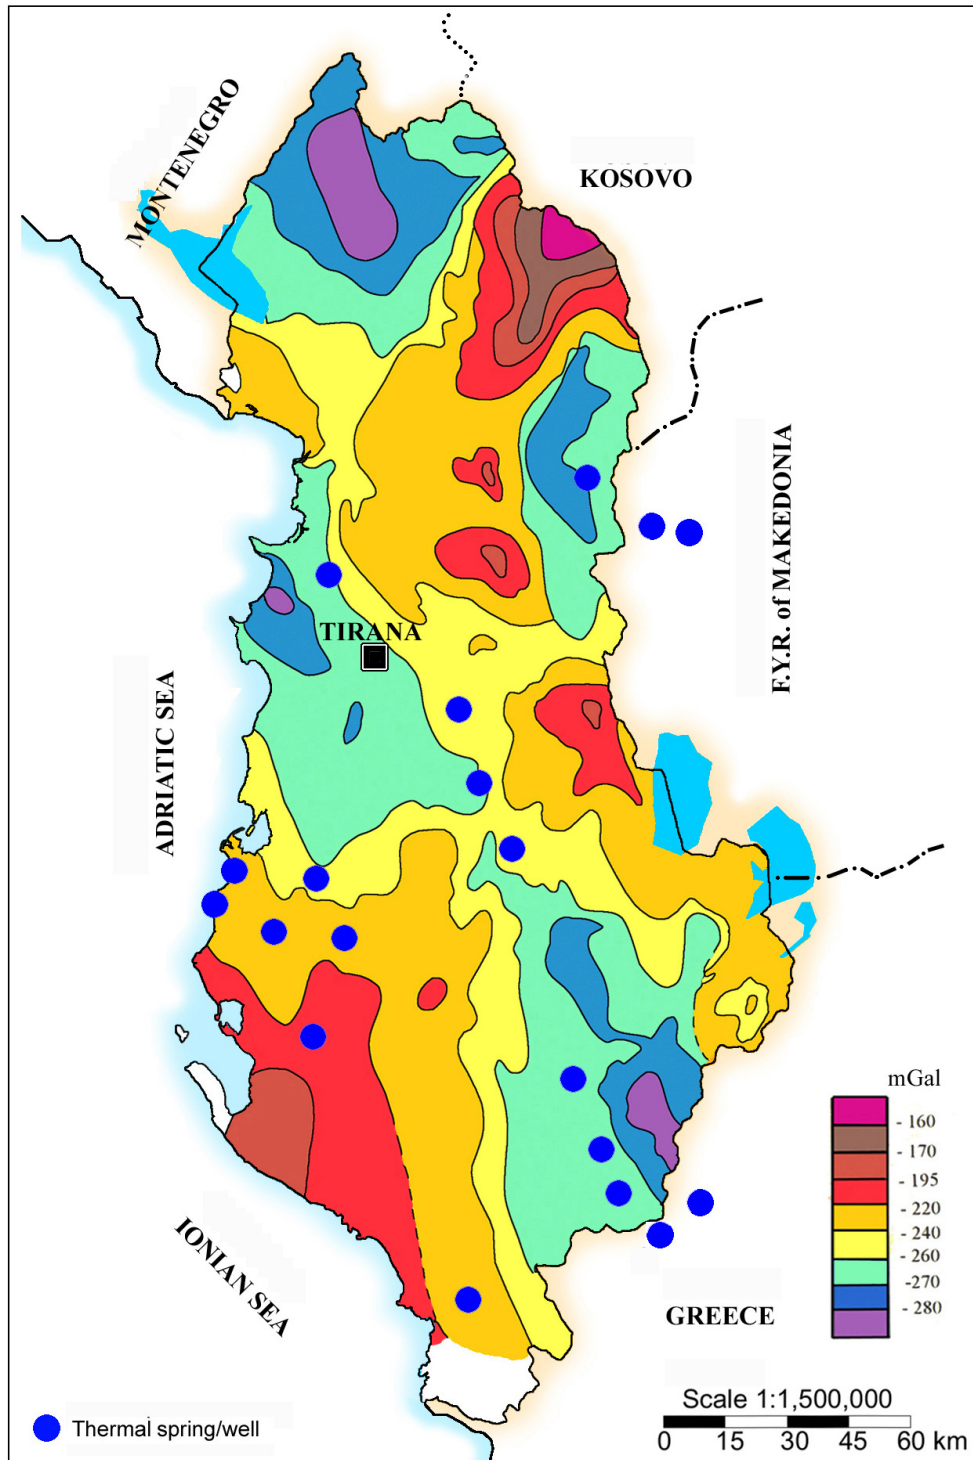 MONTENEGRO
KOSOVO
F.Y.R. of MAKEDONIA
TIRANA
ADRIATIC SEA
mGal
- 160
- 170
- 195
- 220
- 240
- 260
-270
- 280
IONIAN SEA
GREECE
Scale 1:1,500,000
0 15 30 45 60 km
Thermal spring/well